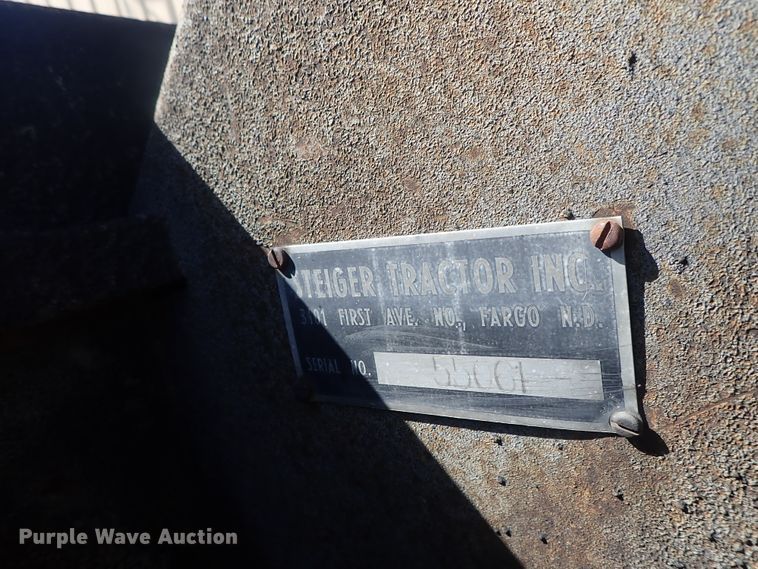 STEIGER TRACTOR INC.
3101 FIRST AVE. NO., FARGO N.D.
SERIAL NO.
Purple Wave Auction